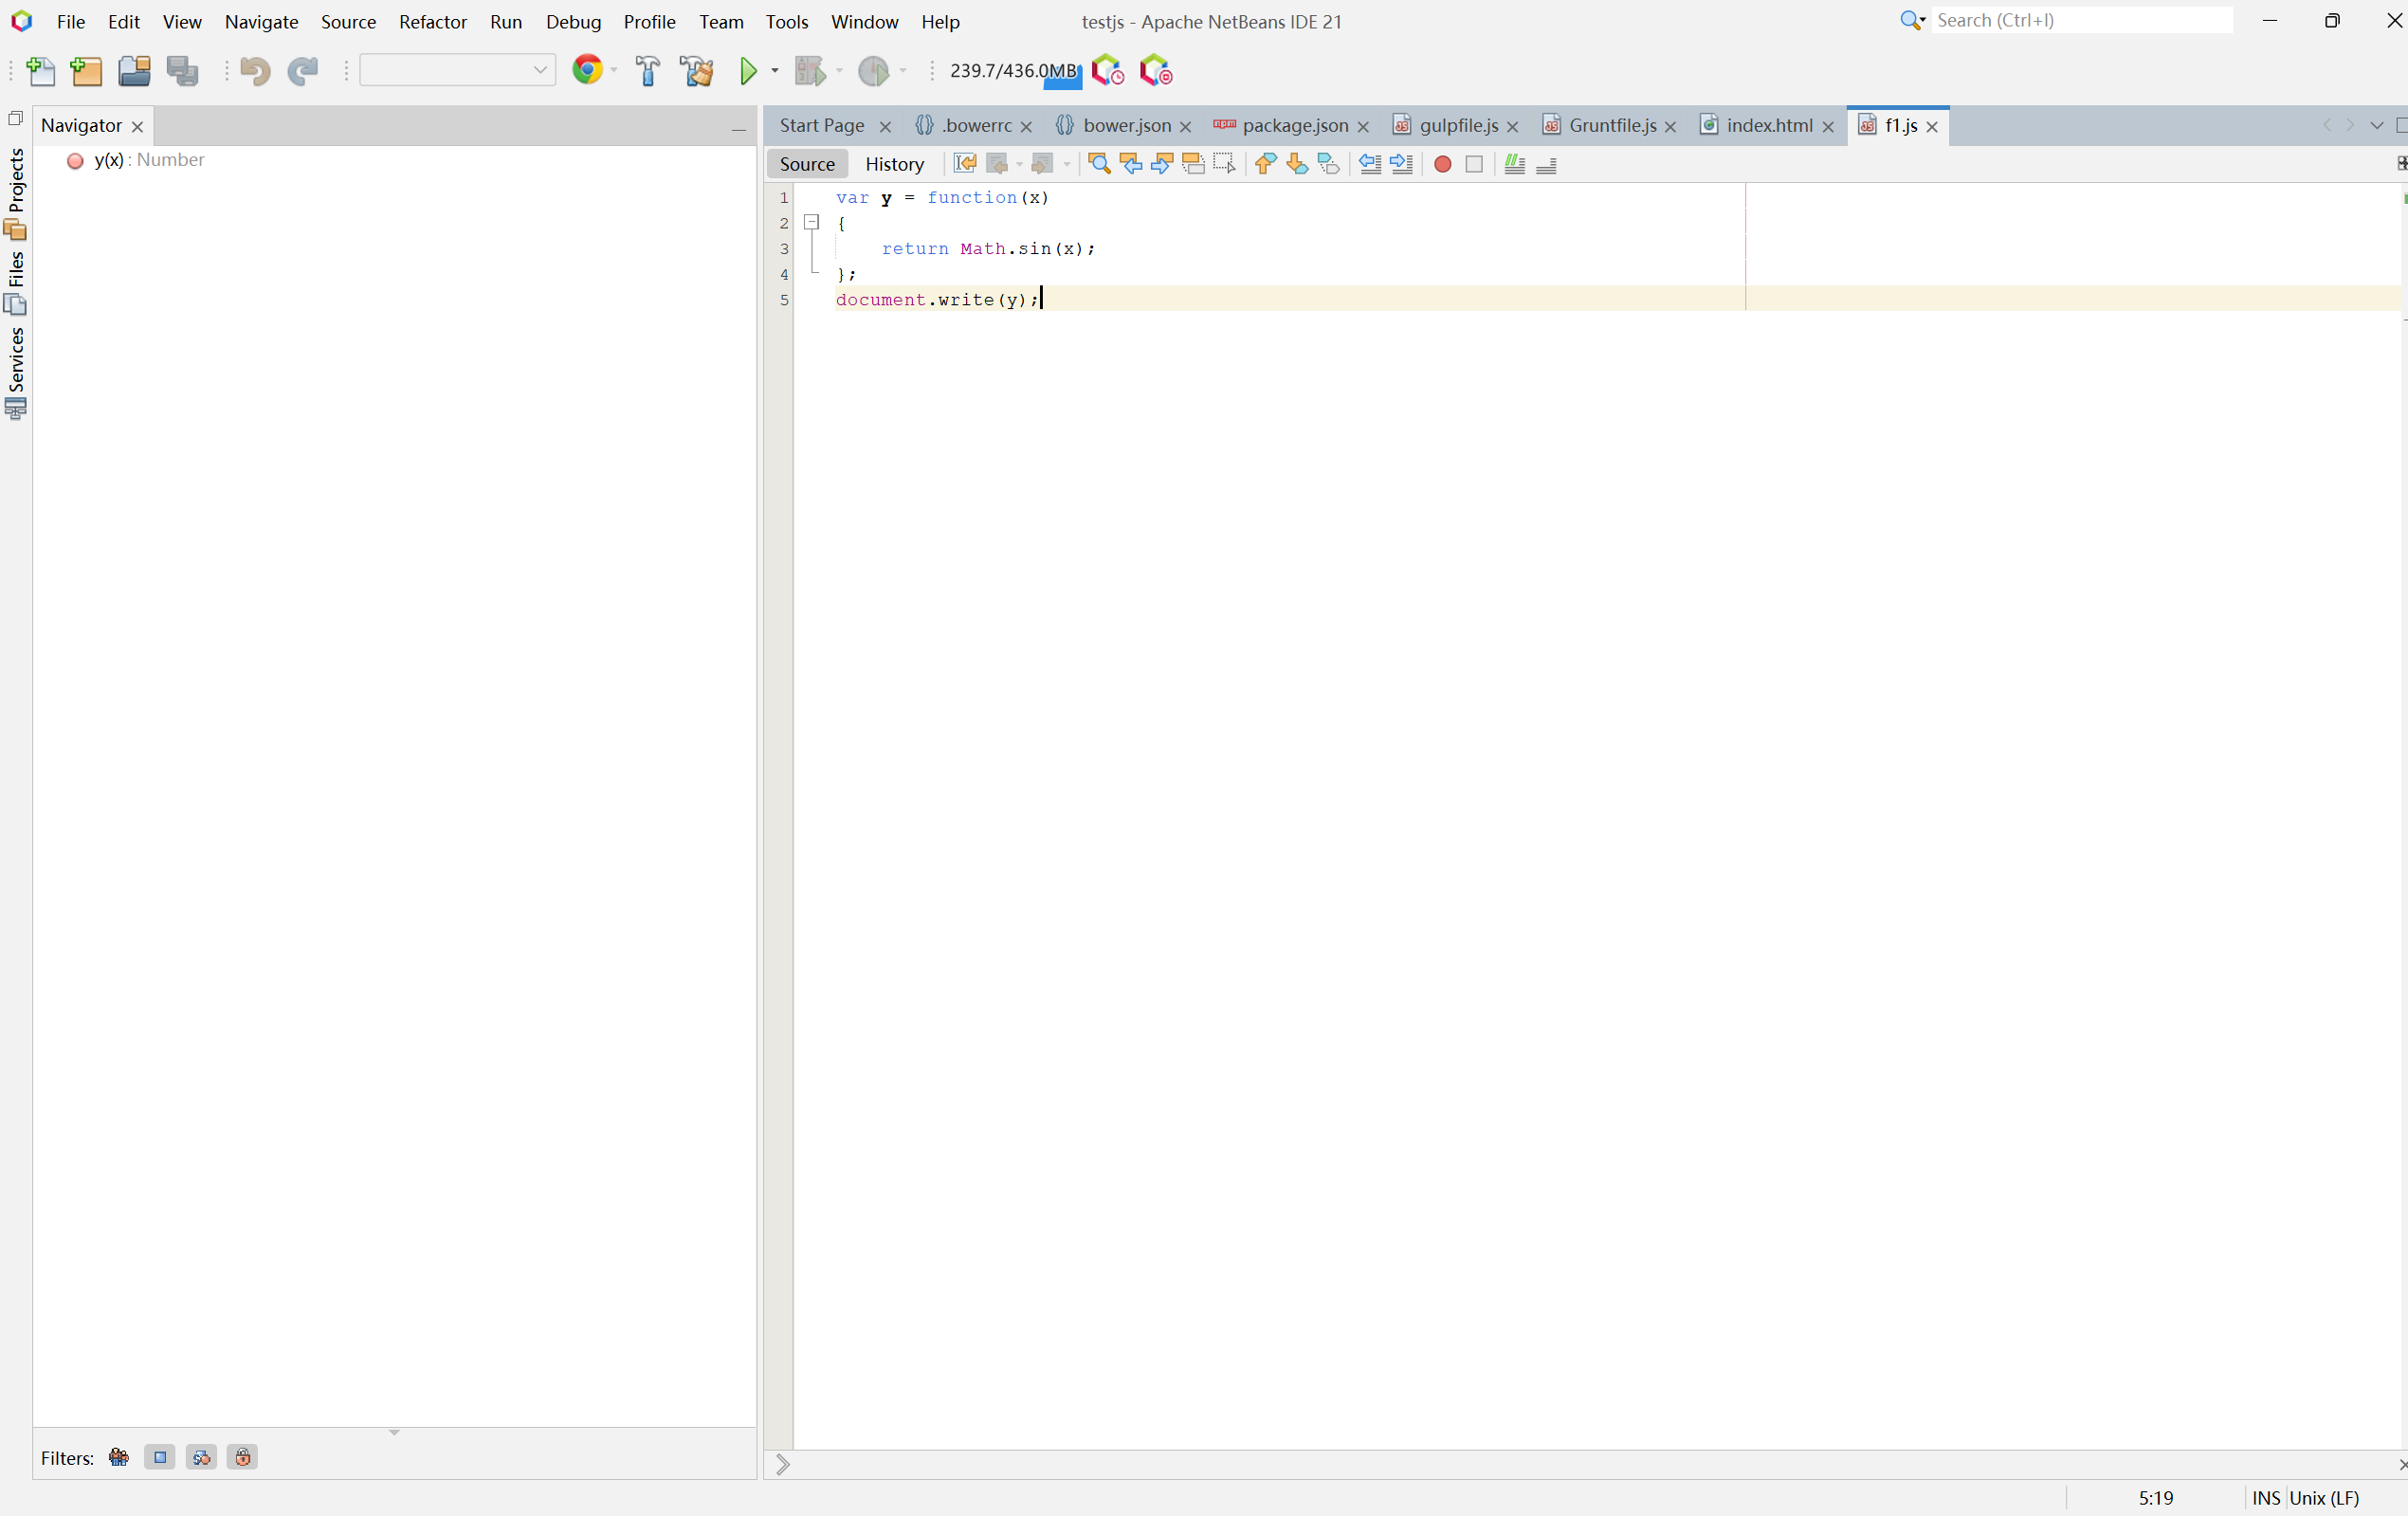 File Edit View Navigate Source Refactor Run Debug Profile Team Tools Window Help testjs - Apache NetBeans IDE 21 Search (Ctrl+I)
239.7/436.0MB
Navigator
y(x) : Number
Projects
Files
Services
Start Page .bowerrc bower.json package.json gulpfile.js Gruntfile.js index.html f1.js
Source History
1 var y = function(x)
2 {
3     return Math.sin(x);
4 };
5 document.write(y);
Filters:
5:19 INS Unix (LF)